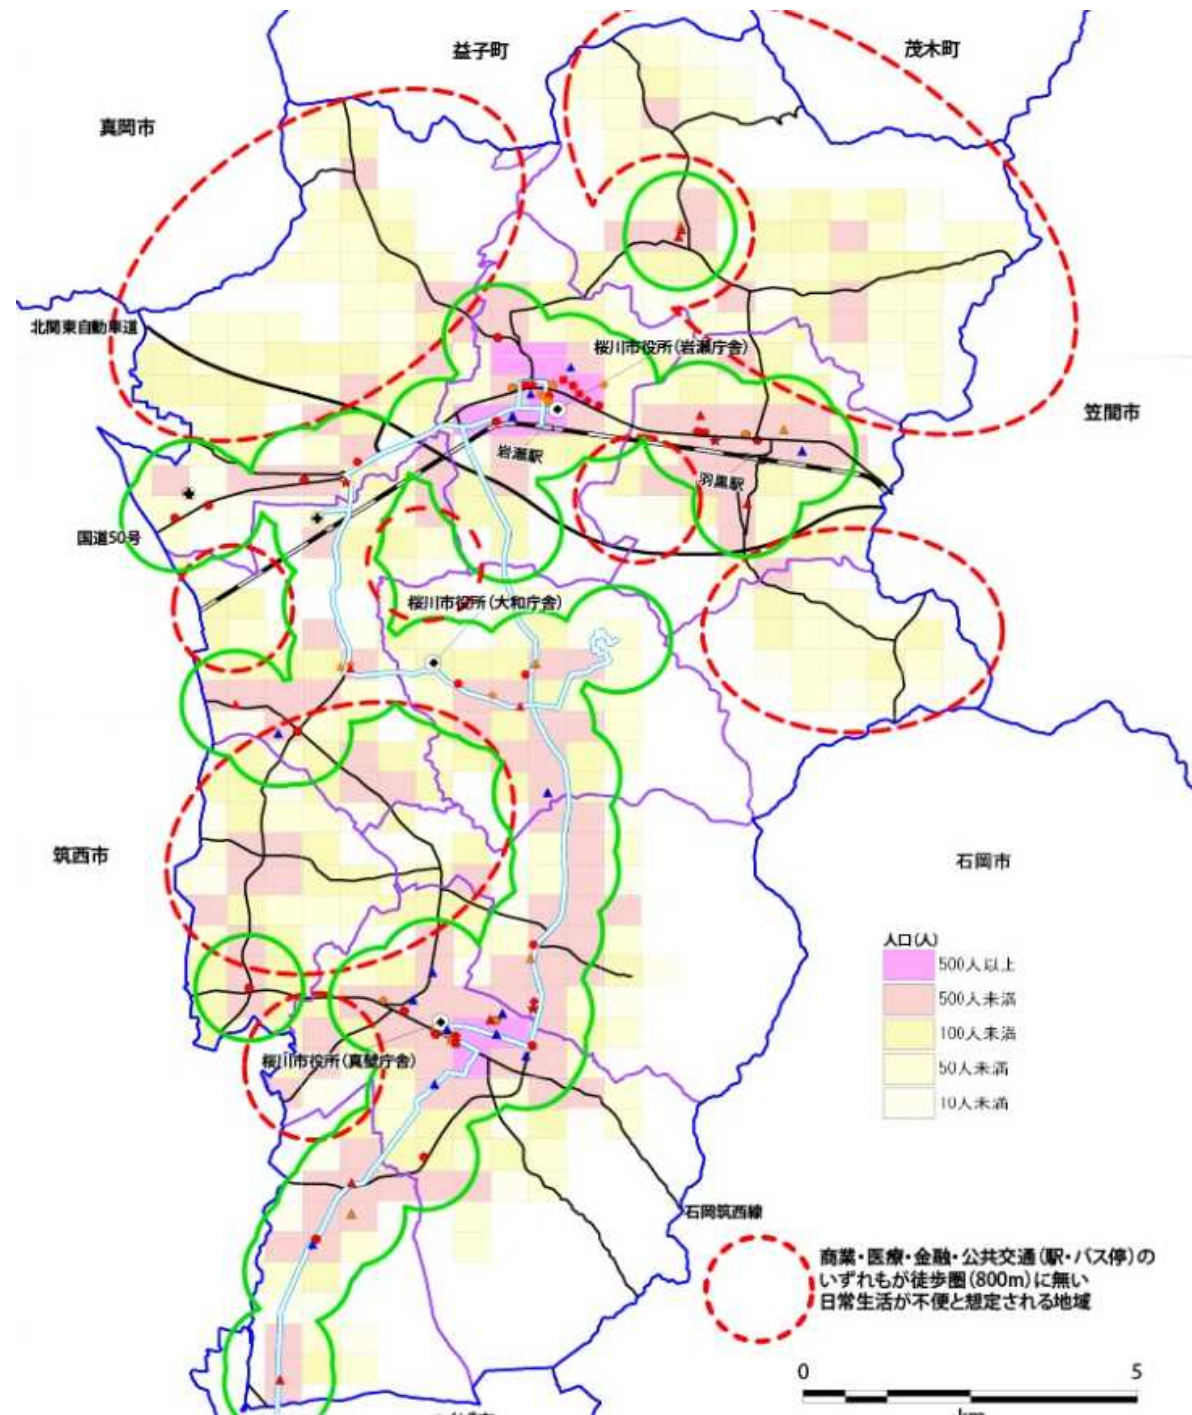 益子町
茂木町
真岡市
北関東自動車道
桜川市役所(岩瀬庁舎)
笠間市
岩瀬駅
羽黒駅
国道50号
桜川市役所(大和庁舎)
筑西市
石岡市
人口(人)
500人以上
500人未満
100人未満
50人未満
10人未満
桜川市役所(真壁庁舎)
石岡筑西線
商業・医療・金融・公共交通(駅・バス停)の
いずれもが徒歩圏(800m)に無い
日常生活が不便と想定される地域
0 5
km